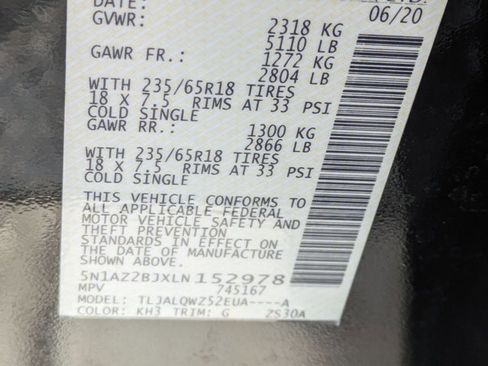 DATE: 06/20
GVWR: 2318 KG
5110 LB
GAWR FR.: 1272 KG
2804 LB
WITH 235/65R18 TIRES
18 X 7.5 RIMS AT 33 PSI
COLD SINGLE
GAWR RR.: 1300 KG
2866 LB
WITH 235/65R18 TIRES
18 X 7.5 RIMS AT 33 PSI
COLD SINGLE
THIS VEHICLE CONFORMS TO
ALL APPLICABLE FEDERAL
MOTOR VEHICLE SAFETY AND
THEFT PREVENTION
STANDARDS IN EFFECT ON
THE DATE OF MANUFACTURE
SHOWN ABOVE.
5N1AZ2BJXLN152978
MPV 745167
MODEL: TLJALQWZ52EUA----A
COLOR: KH3 TRIM: G ZS30A